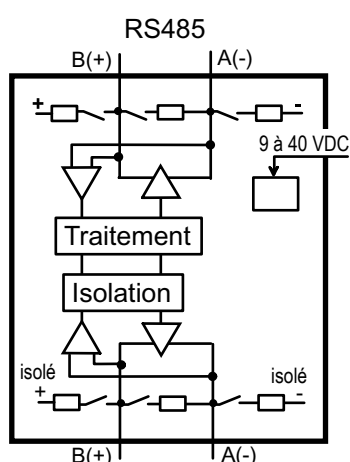 RS485
B(+) A(-)
+ -
9 à 40 VDC
Traitement
Isolation
isolé isolé
+ -
B(+) A(-)